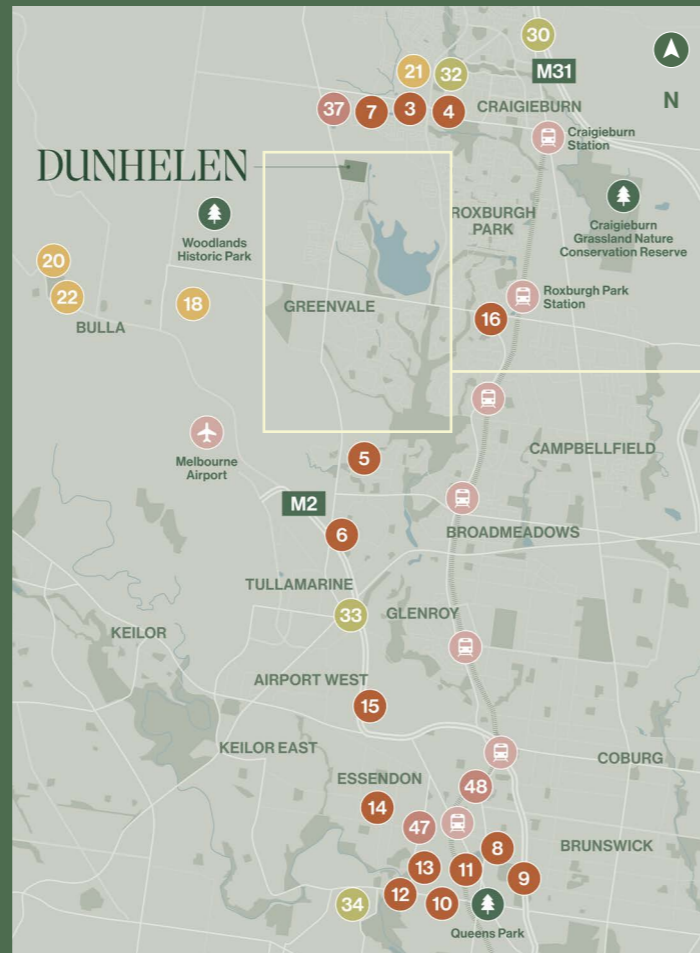 30
N
M31
21
32
37
7
3
4
CRAIGIEBURN
Craigieburn
Station
DUNHELEN
Woodlands
Historic Park
ROXBURGH
PARK
Craigieburn
Grassland Nature
Conservation Reserve
20
22
18
BULLA
GREENVALE
Roxburgh Park
Station
16
Melbourne
Airport
5
CAMPBELLFIELD
M2
6
BROADMEADOWS
TULLAMARINE
33
GLENROY
KEILOR
AIRPORT WEST
15
KEILOR EAST
COBURG
ESSENDON
48
14
47
8
BRUNSWICK
13
11
9
12
10
34
Queens Park